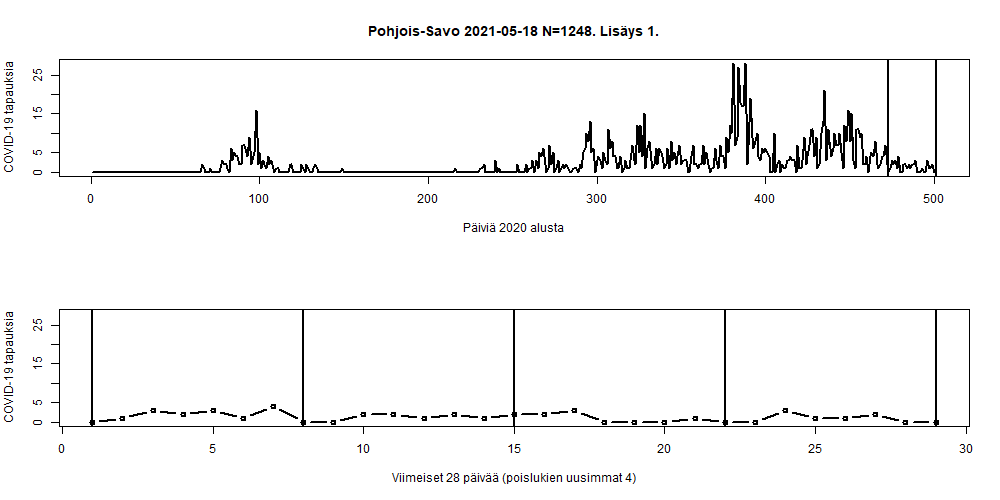 Pohjois-Savo 2021-05-18 N=1248. Lisäys 1.
COVID-19 tapauksia
25
15
5
0
0 100 200 300 400 500
Päiviä 2020 alusta
COVID-19 tapauksia
25
15
5
0
0 5 10 15 20 25 30
Viimeiset 28 päivää (poislukien uusimmat 4)